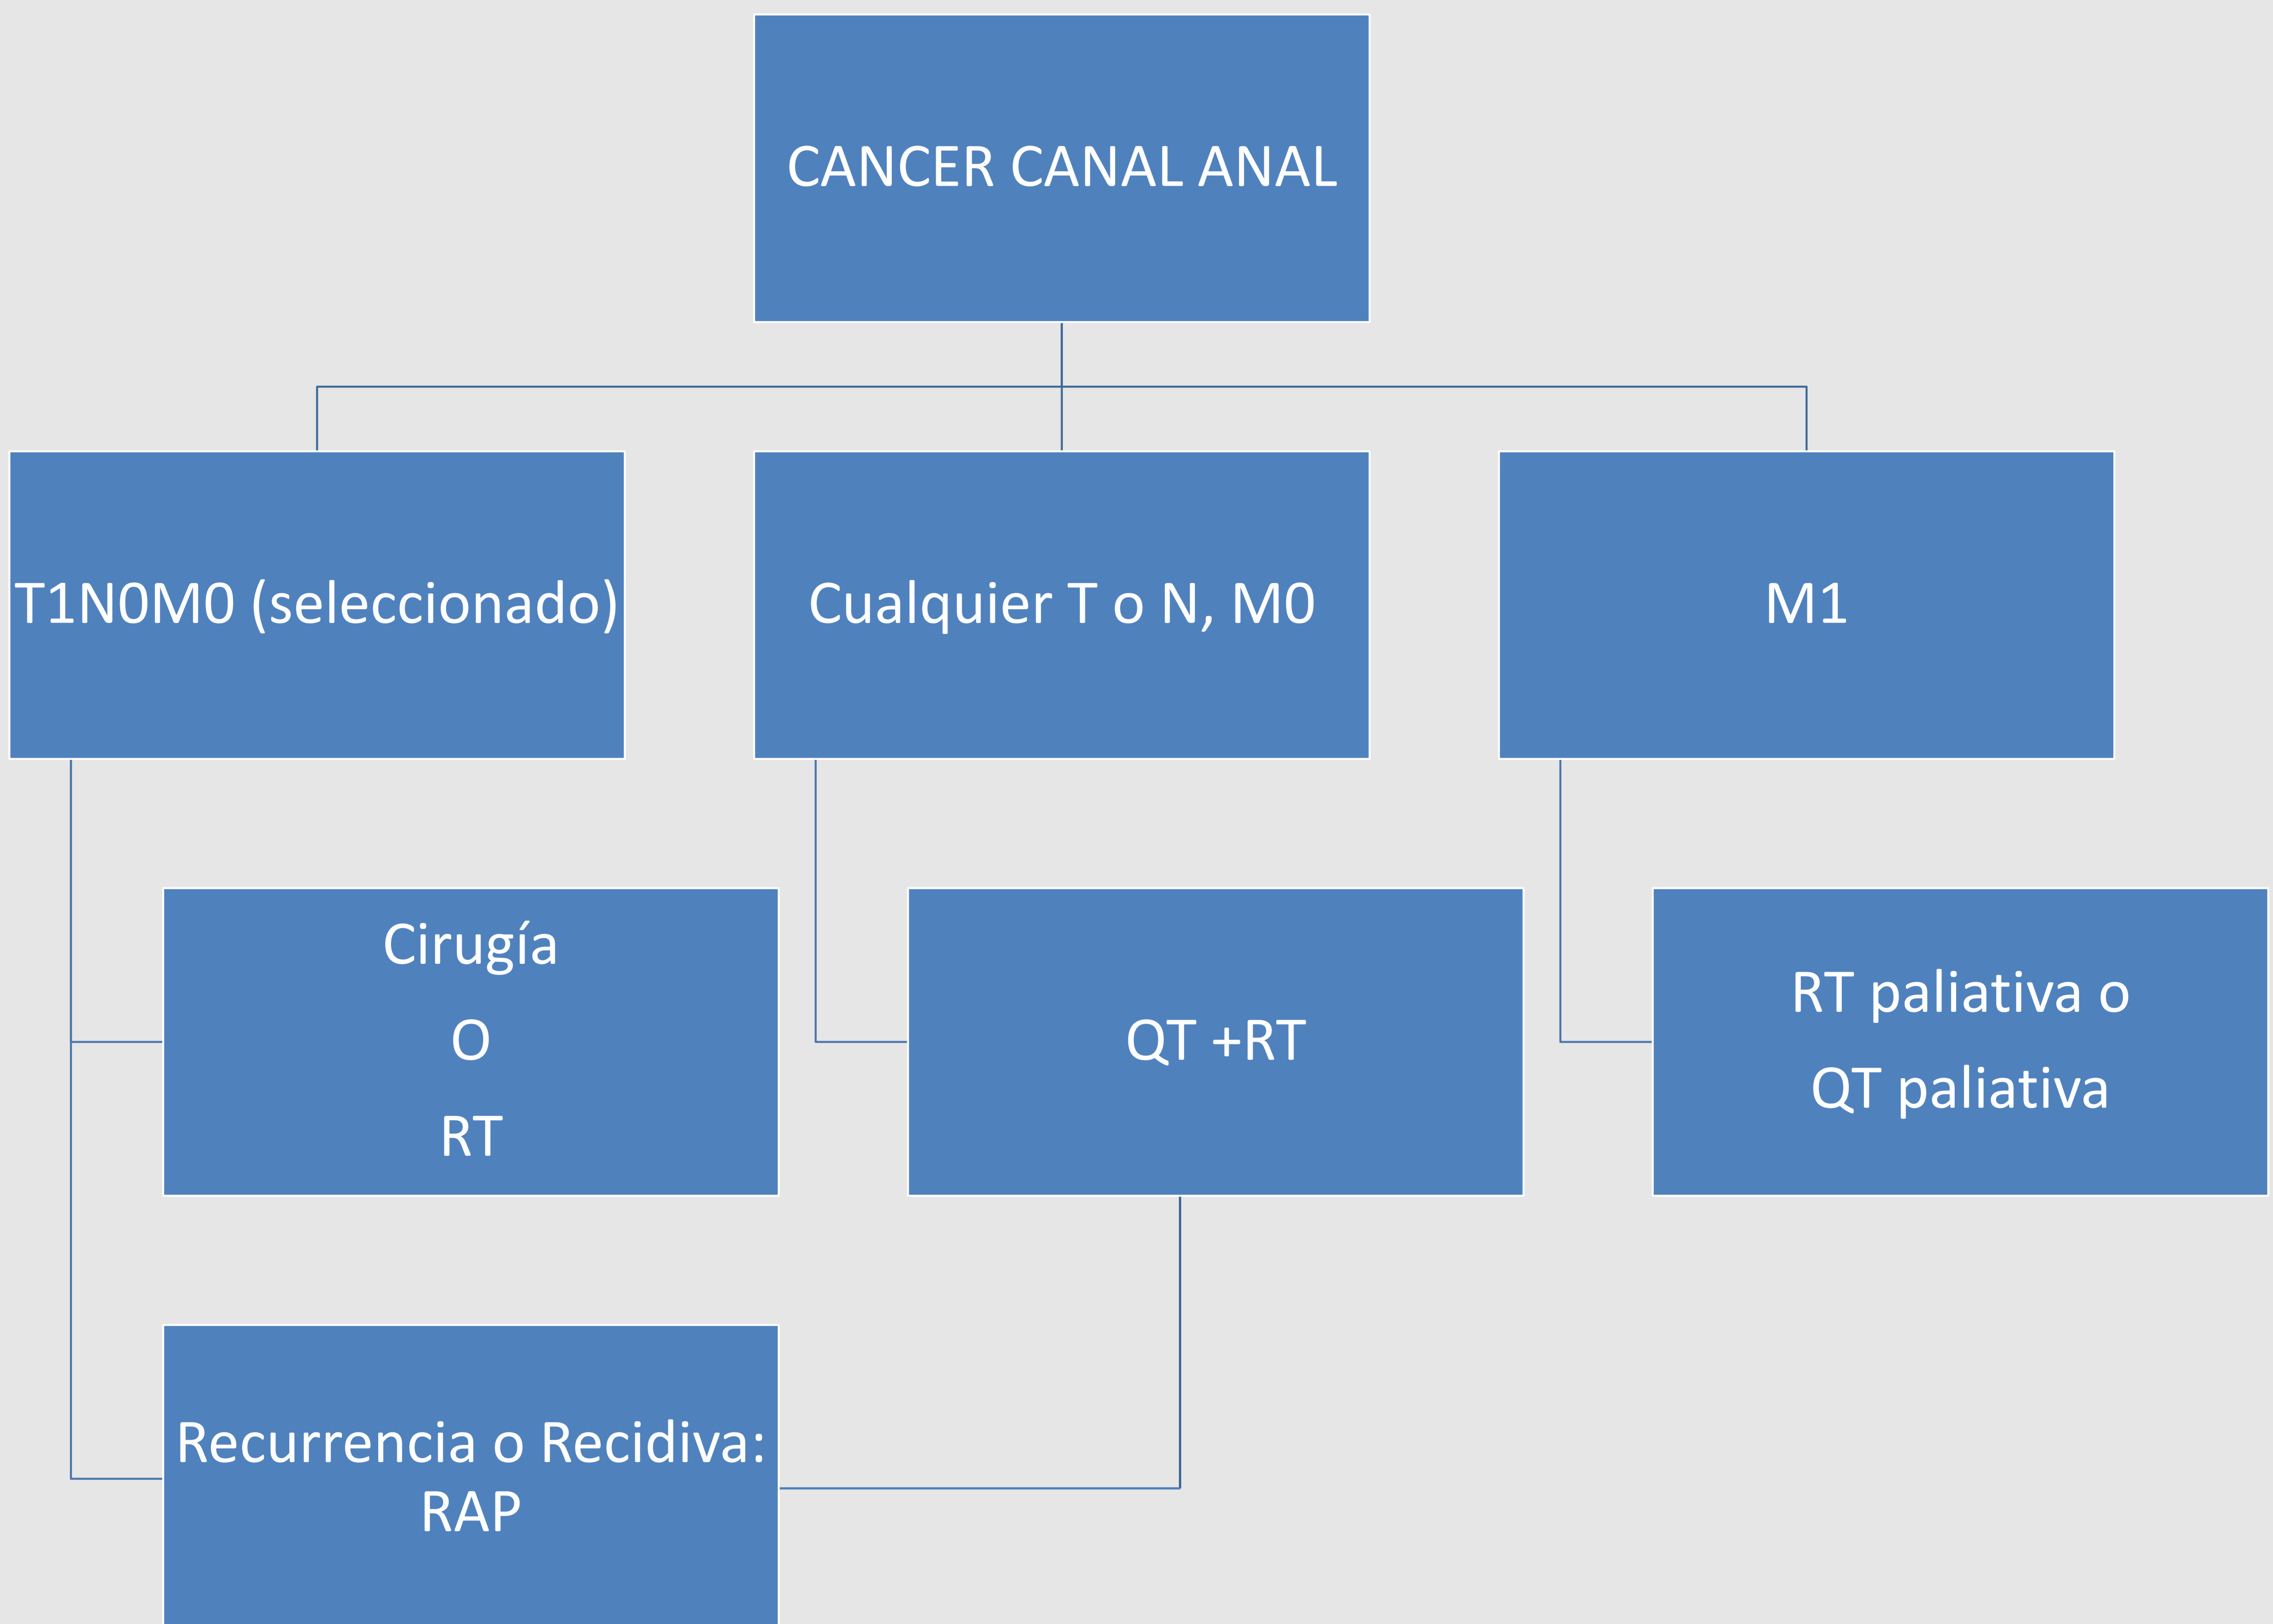 CANCER CANAL ANAL
T1N0M0 (seleccionado)
Cualquier T o N, M0
M1
Cirugía
O
RT
QT +RT
RT paliativa o
QT paliativa
Recurrencia o Recidiva:
RAP